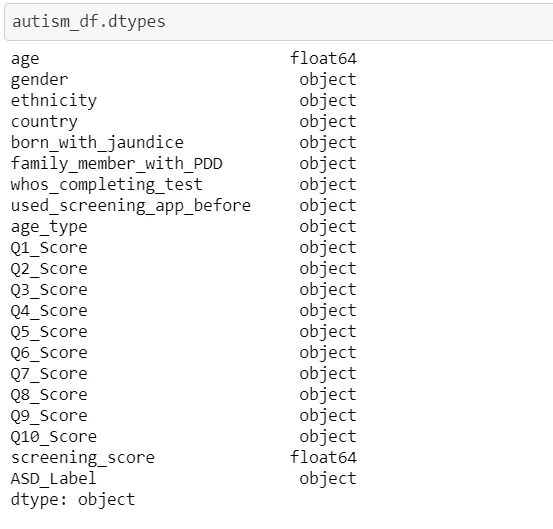 autism_df.dtypes
age float64
gender object
ethnicity object
country object
born_with_jaundice object
family_member_with_PDD object
whos_completing_test object
used_screening_app_before object
age_type object
Q1_Score object
Q2_Score object
Q3_Score object
Q4_Score object
Q5_Score object
Q6_Score object
Q7_Score object
Q8_Score object
Q9_Score object
Q10_Score object
screening_score float64
ASD_Label object
dtype: object